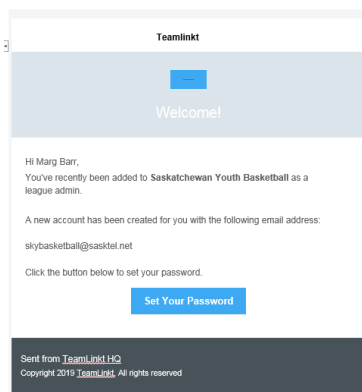 Teamlinkt
Welcome!
Hi Marg Barr,
You've recently been added to Saskatchewan Youth Basketball as a
league admin.
A new account has been created for you with the following email address:
skybasketball@sasktel.net
Click the button below to set your password.
Set Your Password
Sent from TeamLinkt HQ
Copyright 2019 TeamLinkt, All rights reserved